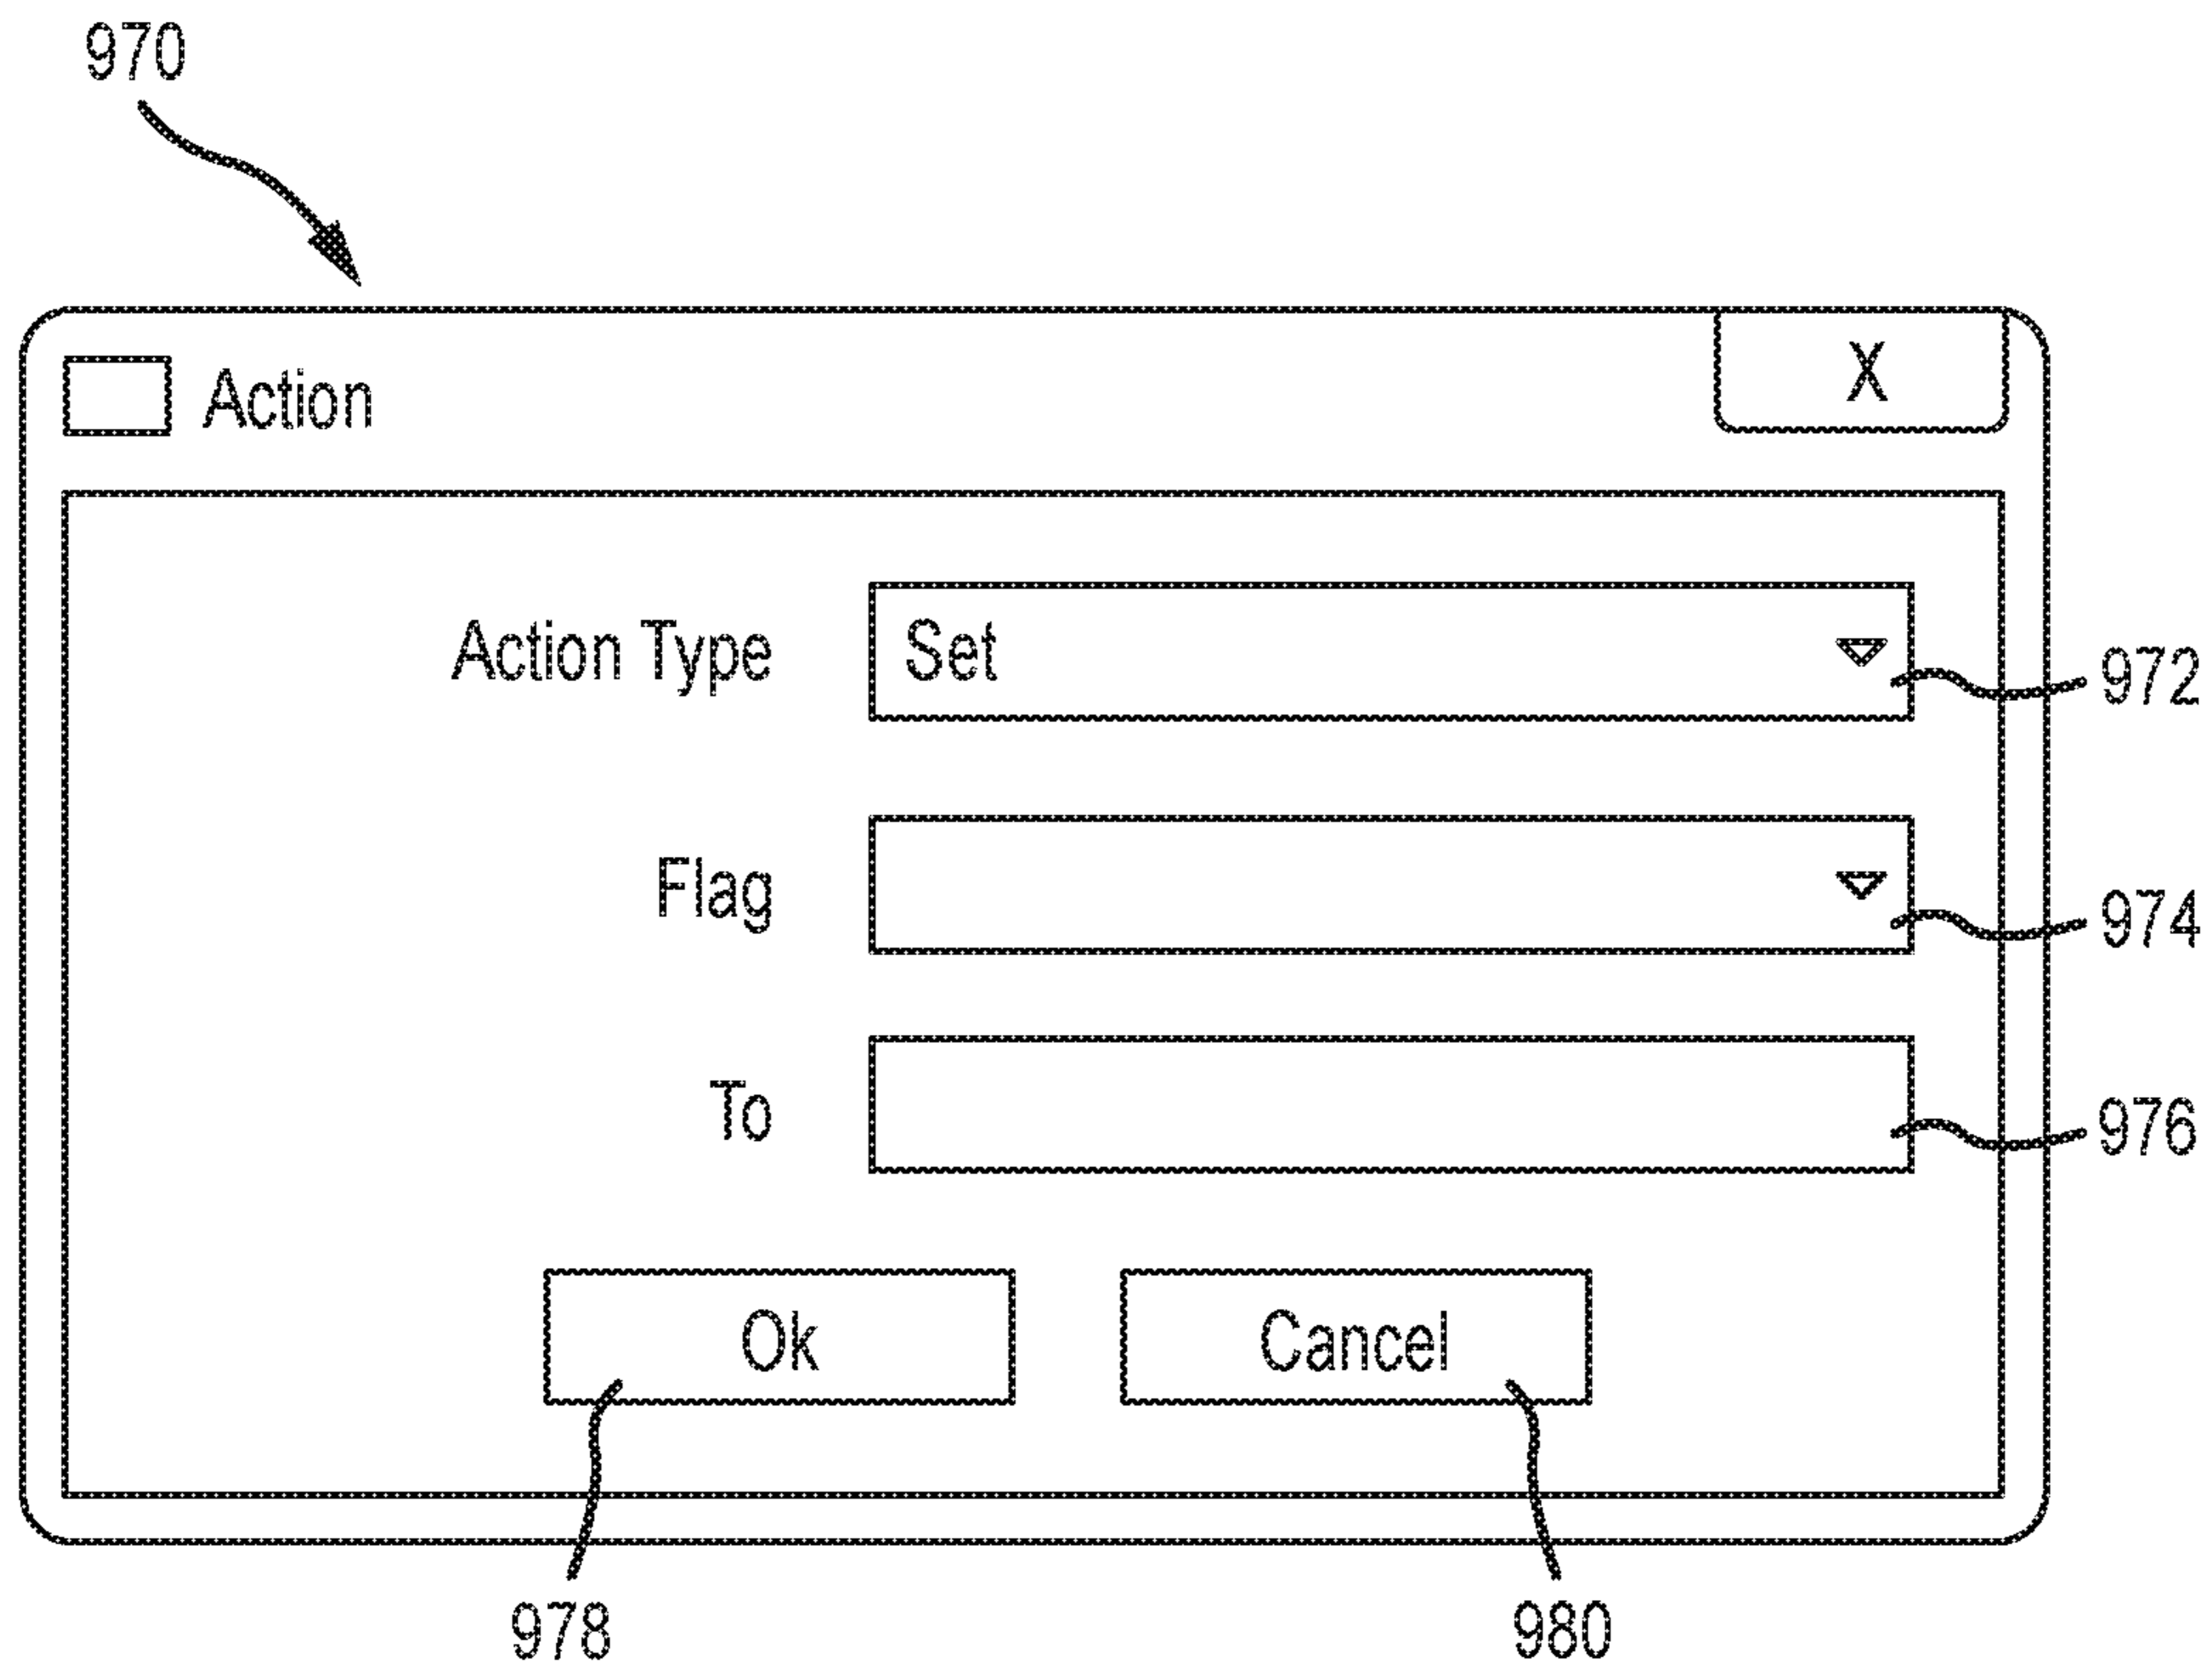 970
Action
X
Action Type
Set
972
Flag
974
To
976
Ok
Cancel
978
980